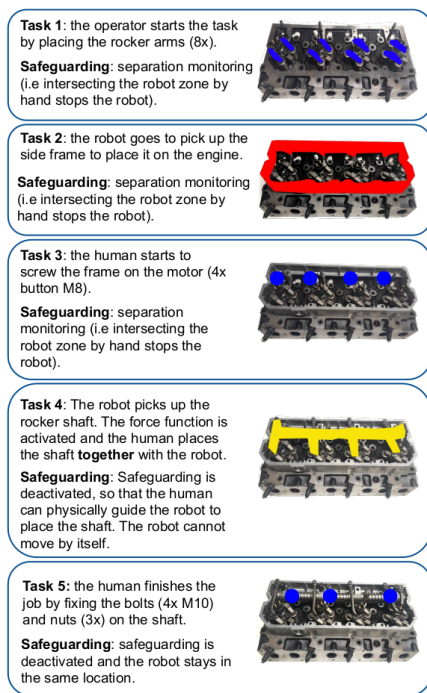 Task 1: the operator starts the task
by placing the rocker arms (8x).
Safeguarding: separation monitoring
(i.e intersecting the robot zone by
hand stops the robot).
Task 2: the robot goes to pick up the
side frame to place it on the engine.
Safeguarding: separation monitoring
(i.e intersecting the robot zone by
hand stops the robot).
Task 3: the human starts to
screw the frame on the motor (4x
button M8).
Safeguarding: separation
monitoring (i.e intersecting the
robot zone by hand stops the
robot).
Task 4: The robot picks up the
rocker shaft. The force function is
activated and the human places
the shaft together with the robot.
Safeguarding: Safeguarding is
deactivated, so that the human
can physically guide the robot to
place the shaft. The robot cannot
move by itself.
Task 5: the human finishes the
job by fixing the bolts (4x M10)
and nuts (3x) on the shaft.
Safeguarding: safeguarding is
deactivated and the robot stays in
the same location.